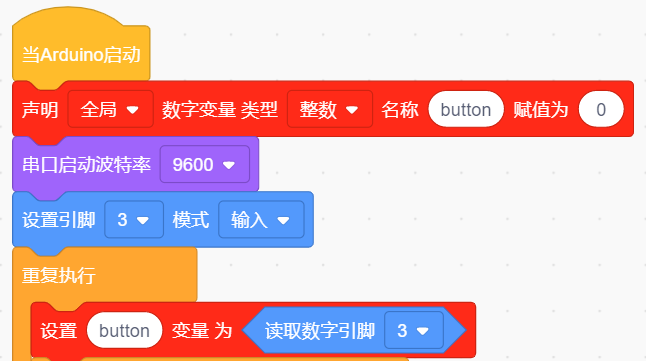 当Arduino启动
声明 全局 数字变量 类型 整数 名称 button 赋值为 0
串口启动波特率 9600
设置引脚 3 模式 输入
重复执行
设置 button 变量 为 读取数字引脚 3